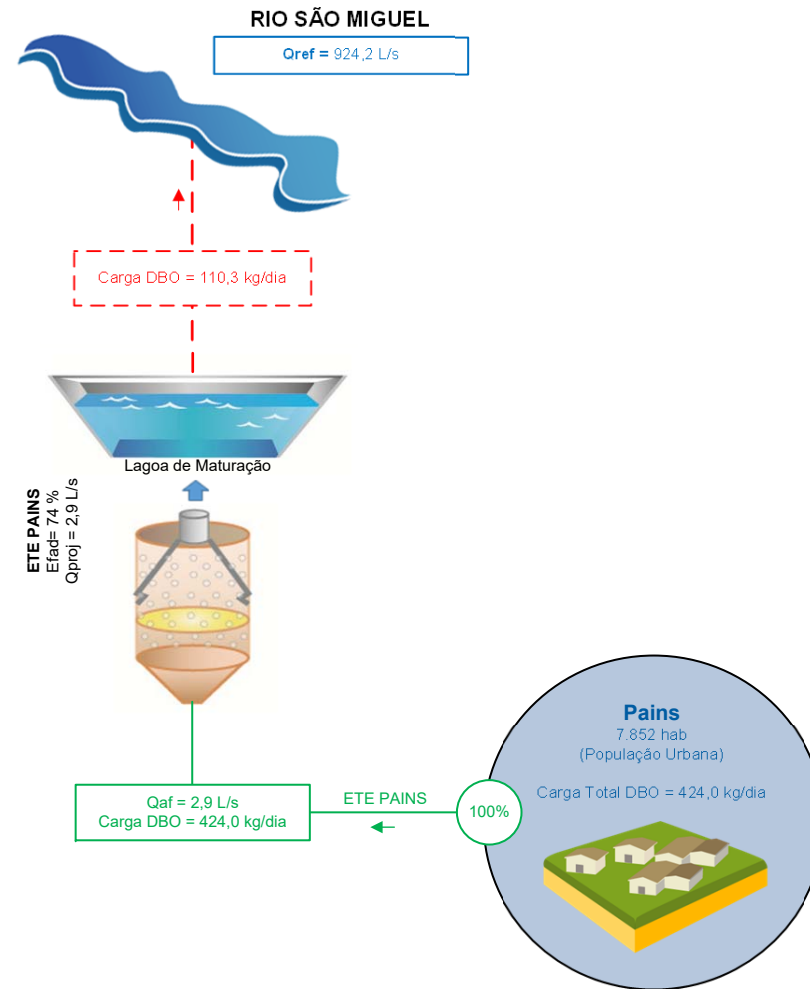 RIO SÃO MIGUEL
Qref = 924,2 L/s
Carga DBO = 110,3 kg/dia
Lagoa de Maturação
ETE PAINS
Efad= 74 %
Qproj = 2,9 L/s
Qaf = 2,9 L/s
Carga DBO = 424,0 kg/dia
ETE PAINS
100%
Pains
7.852 hab
(População Urbana)
Carga Total DBO = 424,0 kg/dia